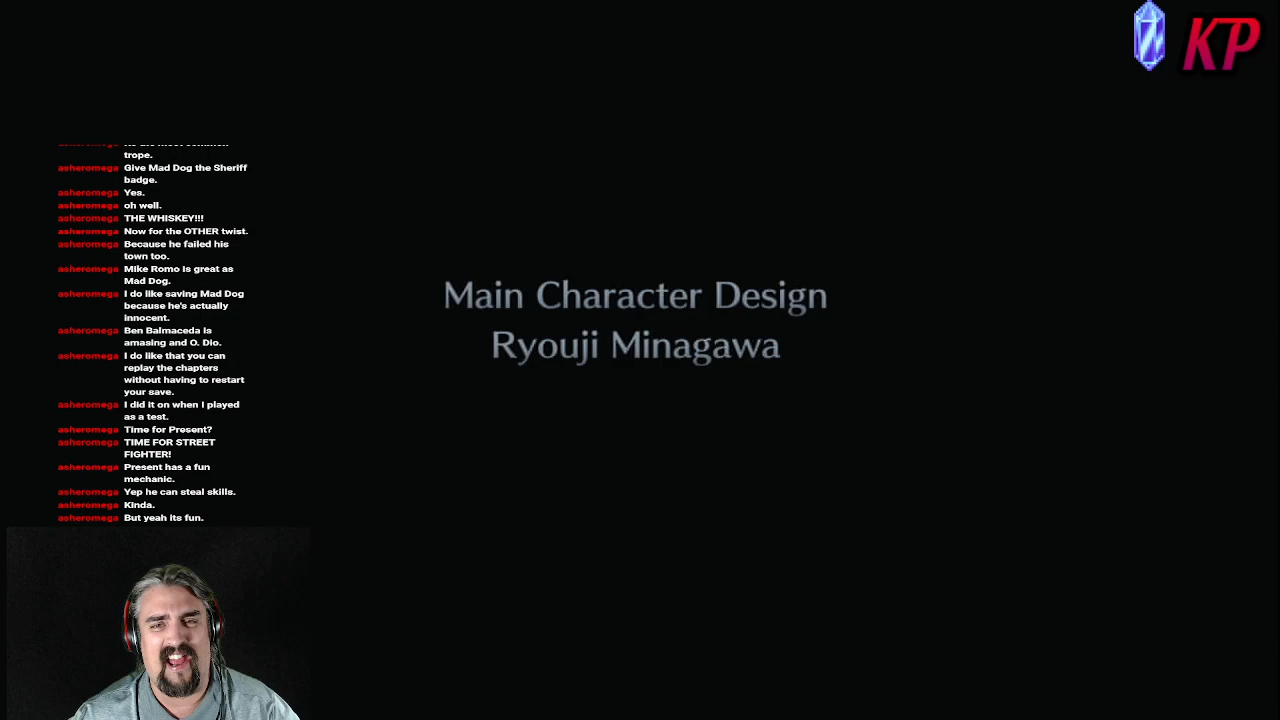 KP
trope.
asheromega Give Mad Dog the Sheriff
badge.
asheromega Yes.
asheromega oh well.
asheromega THE WHISKEY!!!
asheromega Now for the OTHER twist.
asheromega Because he failed his
town too.
asheromega Mike Romo is great as
Mad Dog.
asheromega I do like saving Mad Dog
because he's actually
innocent.
asheromega Ben Balmaceda is
amazing and O. Dio.
asheromega I do like that you can
replay the chapters
without having to restart
your save.
asheromega I did it on when I played
as a test.
asheromega Time for Present?
asheromega TIME FOR STREET
FIGHTER!
asheromega Present has a fun
mechanic.
asheromega Yep he can steal skills.
asheromega Kinda.
asheromega But yeah its fun.
Main Character Design
Ryouji Minagawa